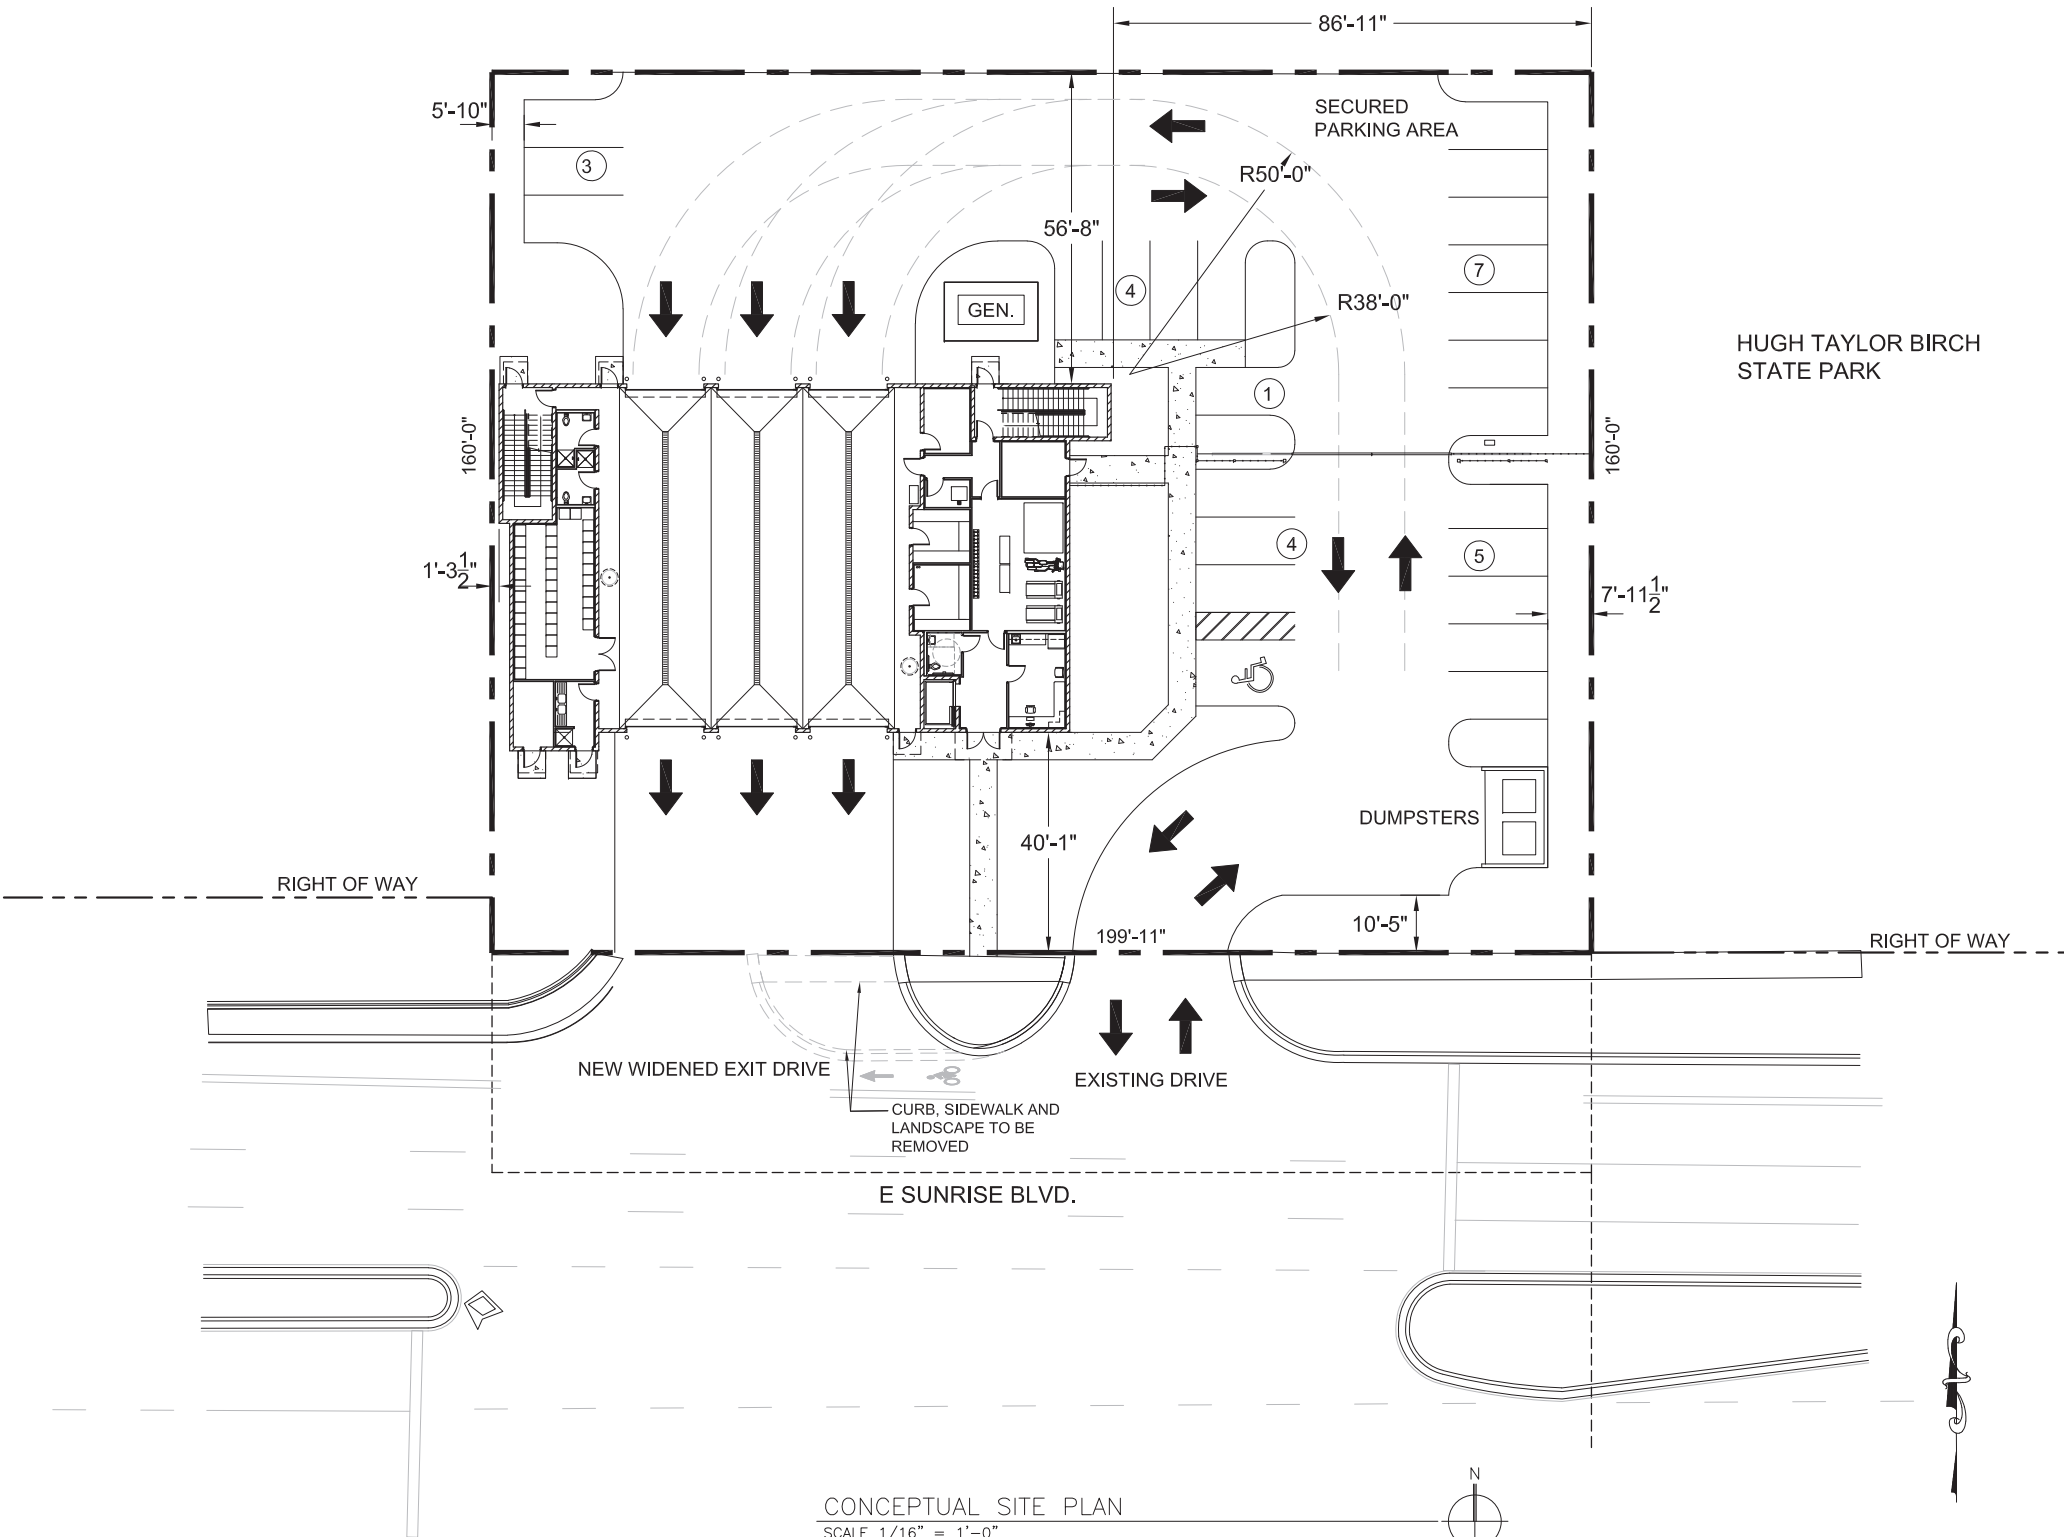 86'-11"
5'-10"
SECURED
PARKING AREA
3
R50'-0"
56'-8"
7
4
GEN.
R38'-0"
HUGH TAYLOR BIRCH
STATE PARK
1
160'-0"
160'-0"
4
5
1'-3 1/2"
7'-11 1/2"
DUMPSTERS
40'-1"
RIGHT OF WAY
10'-5"
199'-11"
RIGHT OF WAY
NEW WIDENED EXIT DRIVE
EXISTING DRIVE
CURB, SIDEWALK AND
LANDSCAPE TO BE
REMOVED
E SUNRISE BLVD.
N
CONCEPTUAL SITE PLAN
SCALE 1/16" = 1'-0"